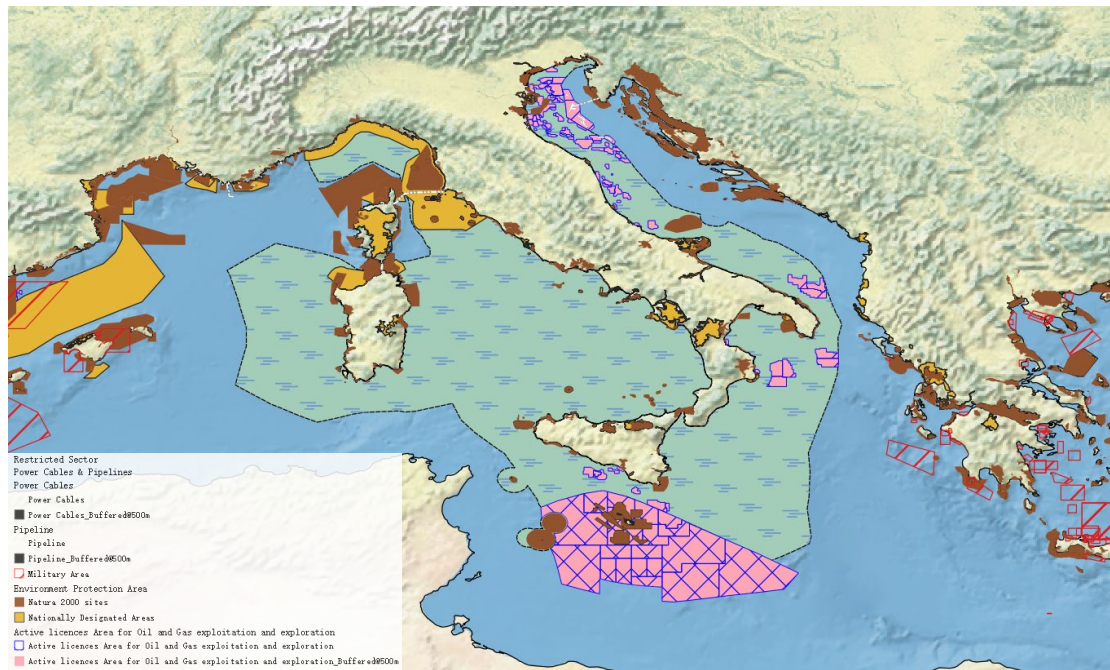 Restricted Sector
Power Cables & Pipelines
Power Cables
Power Cables
Power Cables_Buffered@500m
Pipeline
Pipeline
Pipeline_Buffered@500m
Military Area
Environment Protection Area
Natura 2000 sites
Nationally Designated Areas
Active licences Area for Oil and Gas exploitation and exploration
Active licences Area for Oil and Gas exploitation and exploration
Active licences Area for Oil and Gas exploitation and exploration_Buffered@500m